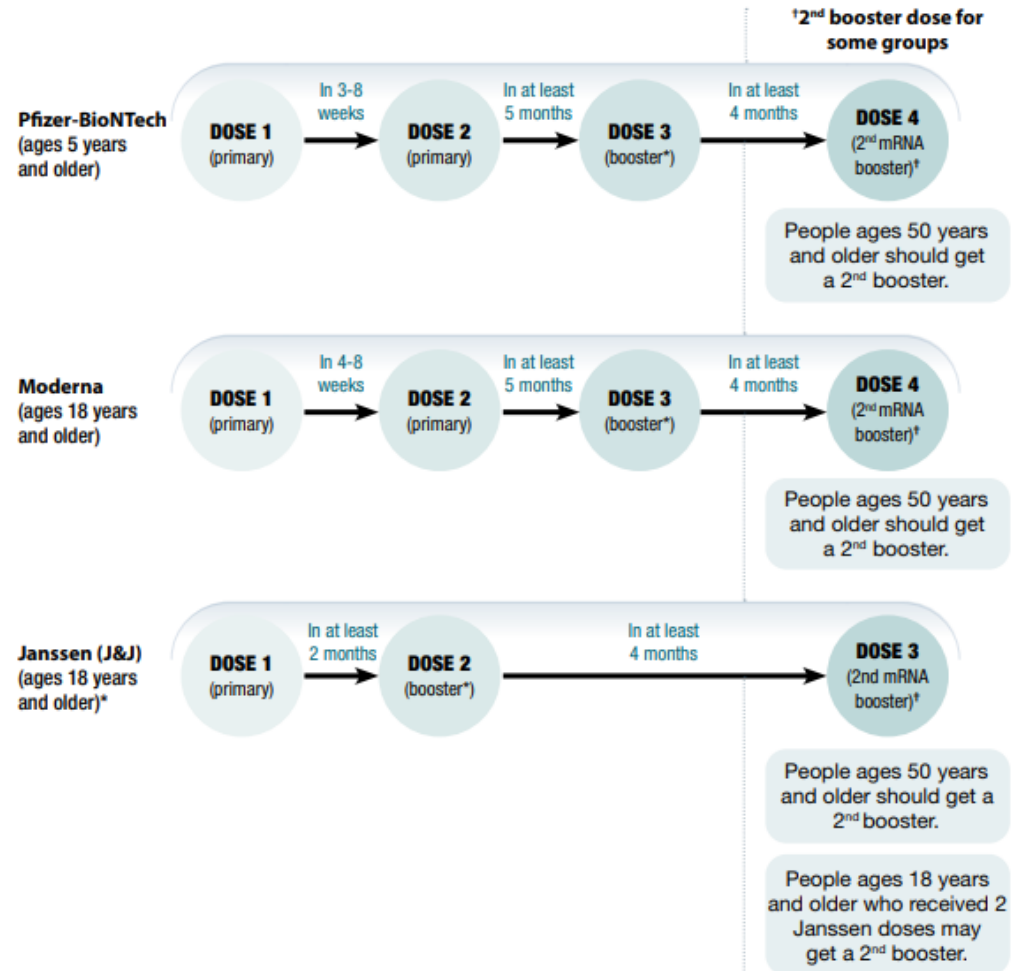 †2nd booster dose for
some groups
Pfizer-BioNTech
(ages 5 years
and older)
DOSE 1
(primary)
In 3-8
weeks
DOSE 2
(primary)
In at least
5 months
DOSE 3
(booster*)
In at least
4 months
DOSE 4
(2nd mRNA
booster)†
People ages 50 years
and older should get
a 2nd booster.
Moderna
(ages 18 years
and older)
DOSE 1
(primary)
In 4-8
weeks
DOSE 2
(primary)
In at least
5 months
DOSE 3
(booster*)
In at least
4 months
DOSE 4
(2nd mRNA
booster)†
People ages 50 years
and older should get
a 2nd booster.
Janssen (J&J)
(ages 18 years
and older)*
DOSE 1
(primary)
In at least
2 months
DOSE 2
(booster*)
In at least
4 months
DOSE 3
(2nd mRNA
booster)†
People ages 50 years
and older should get a
2nd booster.
People ages 18 years
and older who received 2
Janssen doses may
get a 2nd booster.